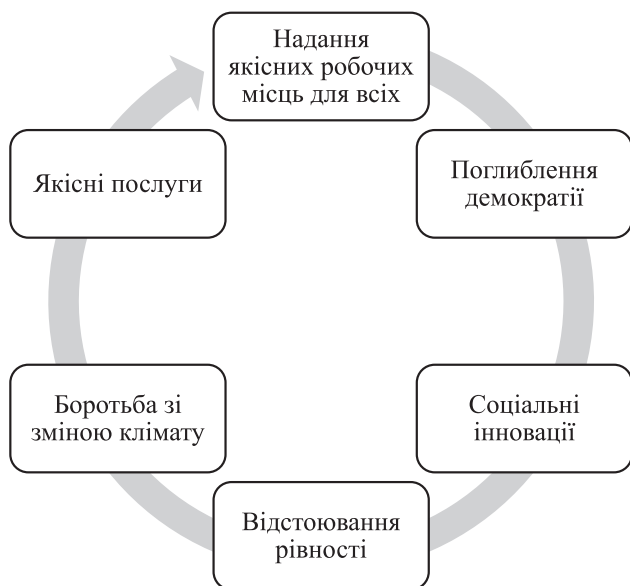 Надання
якісних робочих
місць для всіх
Поглиблення
демократії
Соціальні
інновації
Відстоювання
рівності
Боротьба зі
зміною клімату
Якісні послуги